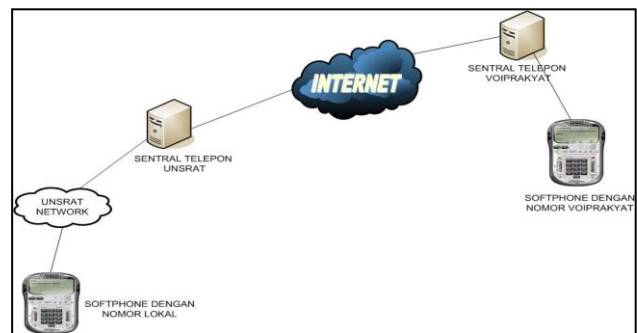 INTERNET
SENTRAL TELEPON
VOIPRAKYAT
SENTRAL TELEPON
UNSRAT
UNSRAT
NETWORK
SOFTPHONE DENGAN
NOMOR VOIPRAKYAT
SOFTPHONE DENGAN
NOMOR LOKAL